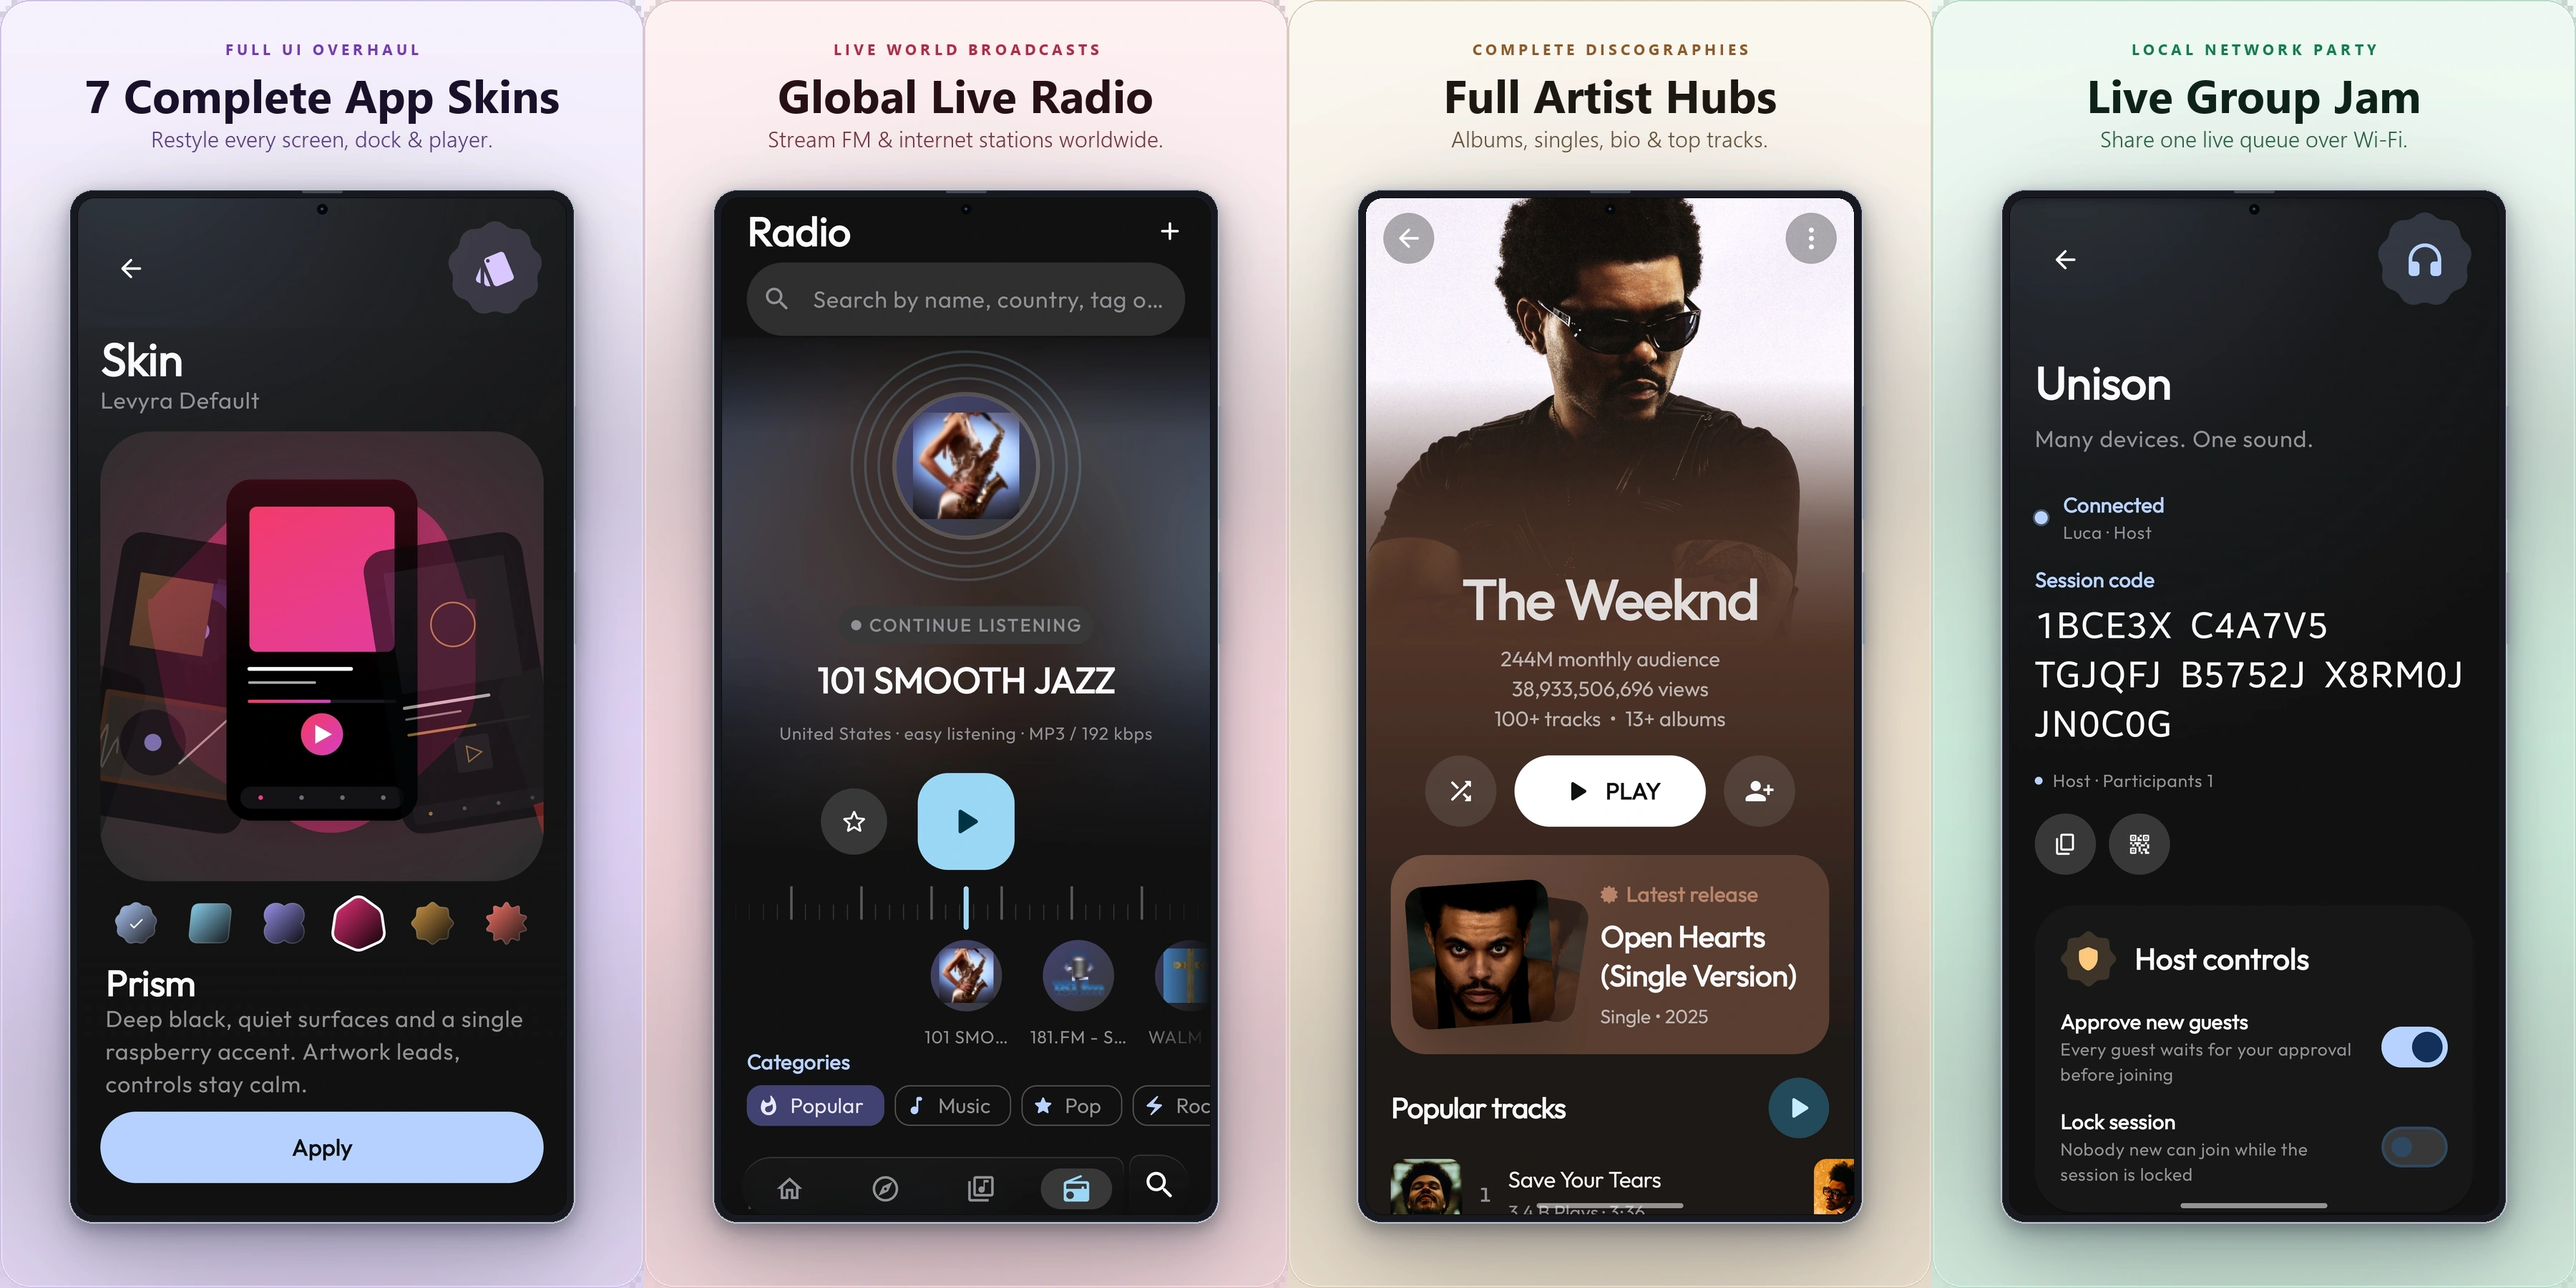 FULL UI OVERHAUL
7 Complete App Skins
Restyle every screen, dock & player.
Skin
Levyra Default
Prism
Deep black, quiet surfaces and a single
raspberry accent. Artwork leads,
controls stay calm.
Apply
LIVE WORLD BROADCASTS
Global Live Radio
Stream FM & internet stations worldwide.
Radio
Search by name, country, tag o...
CONTINUE LISTENING
101 SMOOTH JAZZ
United States · easy listening · MP3 / 192 kbps
101 SMO...
181.FM - S...
WALM
Categories
Popular
Music
Pop
Roc
COMPLETE DISCOGRAPHIES
Full Artist Hubs
Albums, singles, bio & top tracks.
The Weeknd
244M monthly audience
38,933,506,696 views
100+ tracks • 13+ albums
PLAY
Latest release
Open Hearts
(Single Version)
Single • 2025
Popular tracks
1
Save Your Tears
3.4 B Plays · 3:36
LOCAL NETWORK PARTY
Live Group Jam
Share one live queue over Wi-Fi.
Unison
Many devices. One sound.
Connected
Luca · Host
Session code
1BCE3X C4A7V5
TGJQFJ B5752J X8RM0J
JN0C0G
Host · Participants 1
Host controls
Approve new guests
Every guest waits for your approval
before joining
Lock session
Nobody new can join while the
session is locked